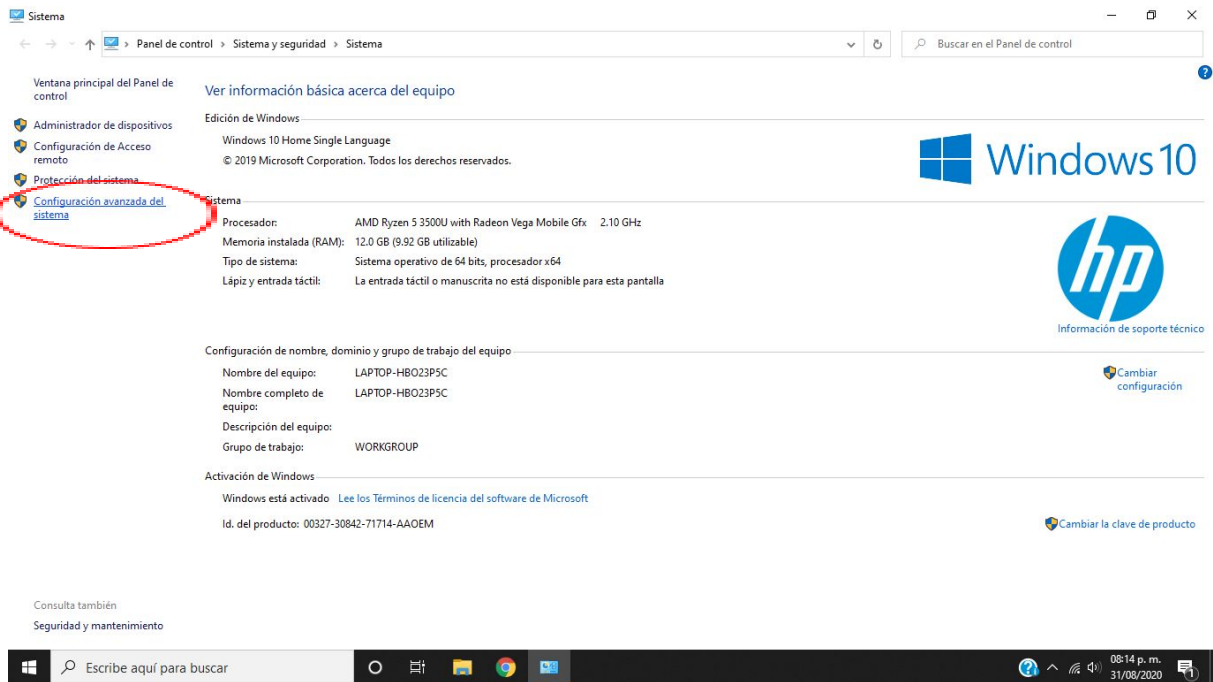 Sistema
Panel de control › Sistema y seguridad › Sistema
Buscar en el Panel de control
Ventana principal del Panel de
control
Administrador de dispositivos
Configuración de Acceso
remoto
Protección del sistema
Configuración avanzada del
sistema
Ver información básica acerca del equipo
Edición de Windows
Windows 10 Home Single Language
© 2019 Microsoft Corporation. Todos los derechos reservados.
Windows 10
Sistema
Procesador: AMD Ryzen 5 3500U with Radeon Vega Mobile Gfx 2.10 GHz
Memoria instalada (RAM): 12.0 GB (9.92 GB utilizable)
Tipo de sistema: Sistema operativo de 64 bits, procesador x64
Lápiz y entrada táctil: La entrada táctil o manuscrita no está disponible para esta pantalla
hp
Información de soporte técnico
Configuración de nombre, dominio y grupo de trabajo del equipo
Nombre del equipo: LAPTOP-HBO23P5C
Nombre completo de LAPTOP-HBO23P5C
equipo:
Descripción del equipo:
Grupo de trabajo: WORKGROUP
Cambiar
configuración
Activación de Windows
Windows está activado Lee los Términos de licencia del software de Microsoft
Id. del producto: 00327-30842-71714-AAOEM
Cambiar la clave de producto
Consulta también
Seguridad y mantenimiento
Escribe aquí para buscar
08:14 p. m.
31/08/2020
1